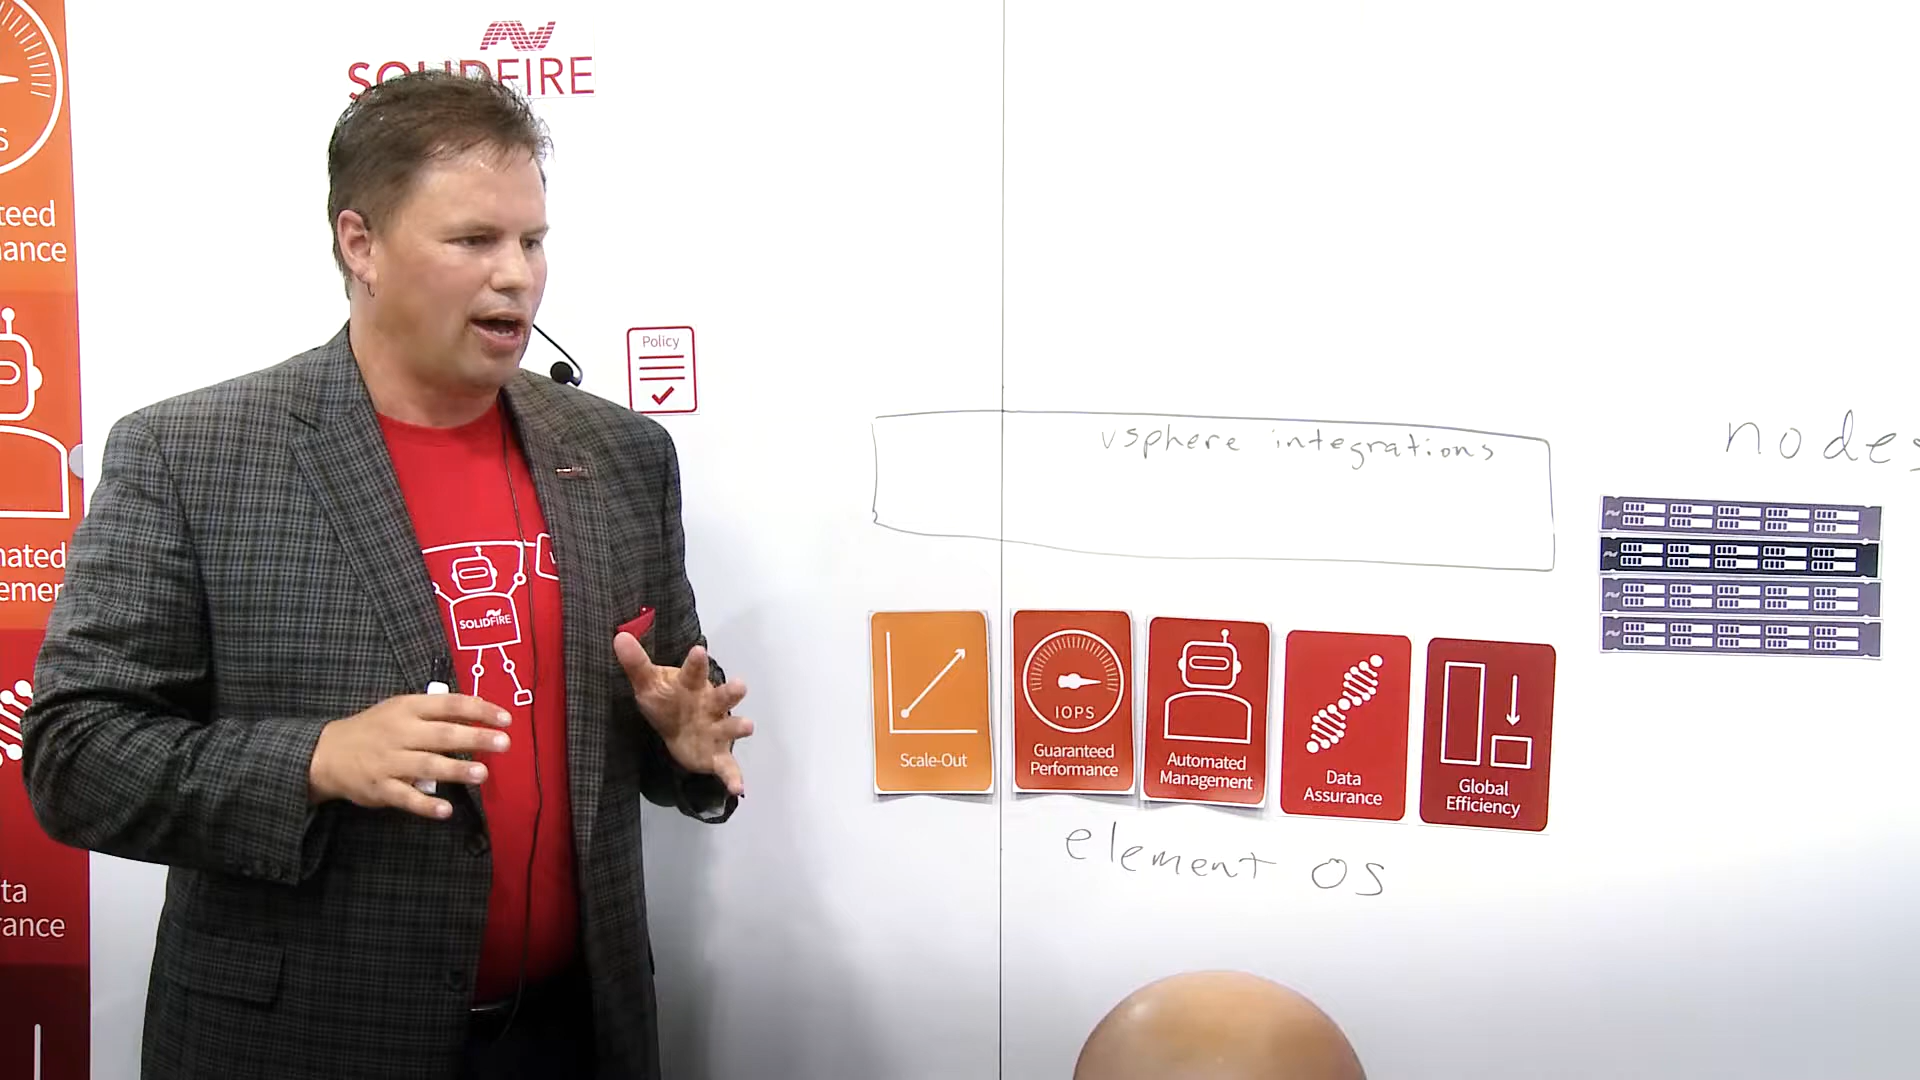 SOLIDFIRE
S
teed
ance
nated
ement
ta
rance
Policy
SOLIDFIRE
vsphere integrations
nodes
IOPS
Scale-Out
Guaranteed
Performance
Automated
Management
Data
Assurance
Global
Efficiency
element os